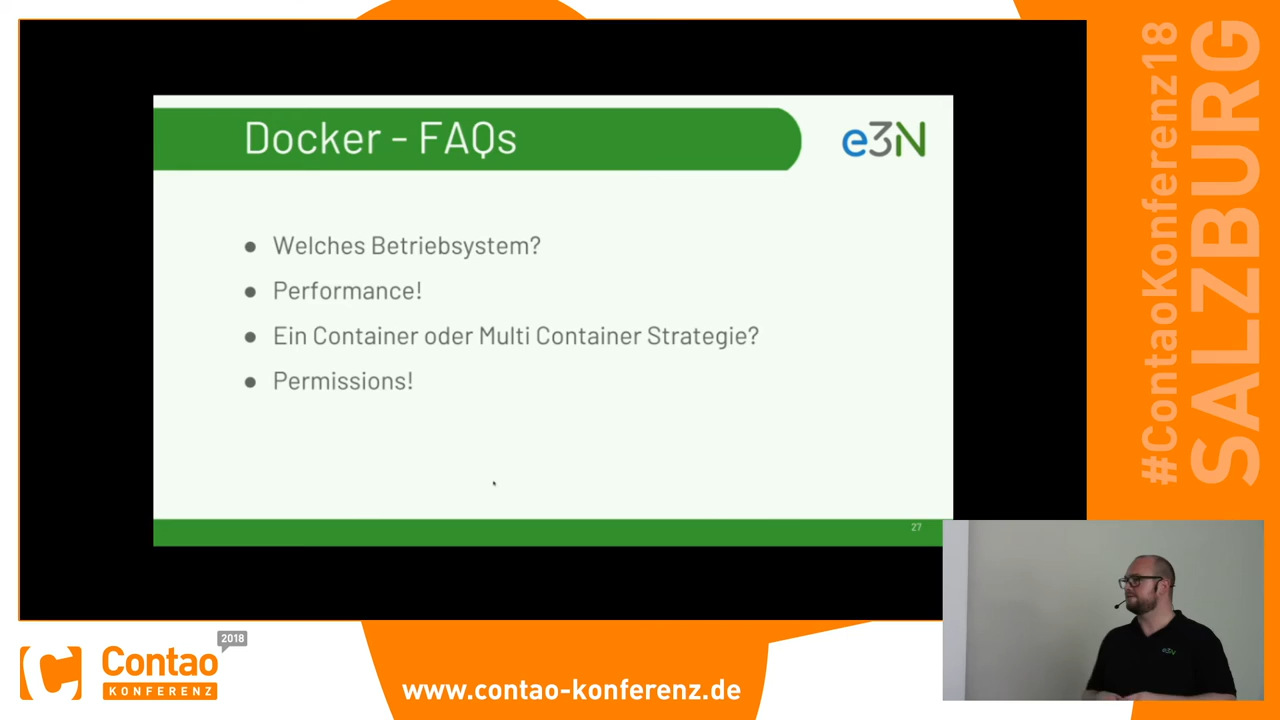 Docker - FAQs
e3N
● Welches Betriebsystem?
● Performance!
● Ein Container oder Multi Container Strategie?
● Permissions!
27
#ContaoKonferenz18
SALZBURG
e3N
2018
Contao
KONFERENZ
www.contao-konferenz.de